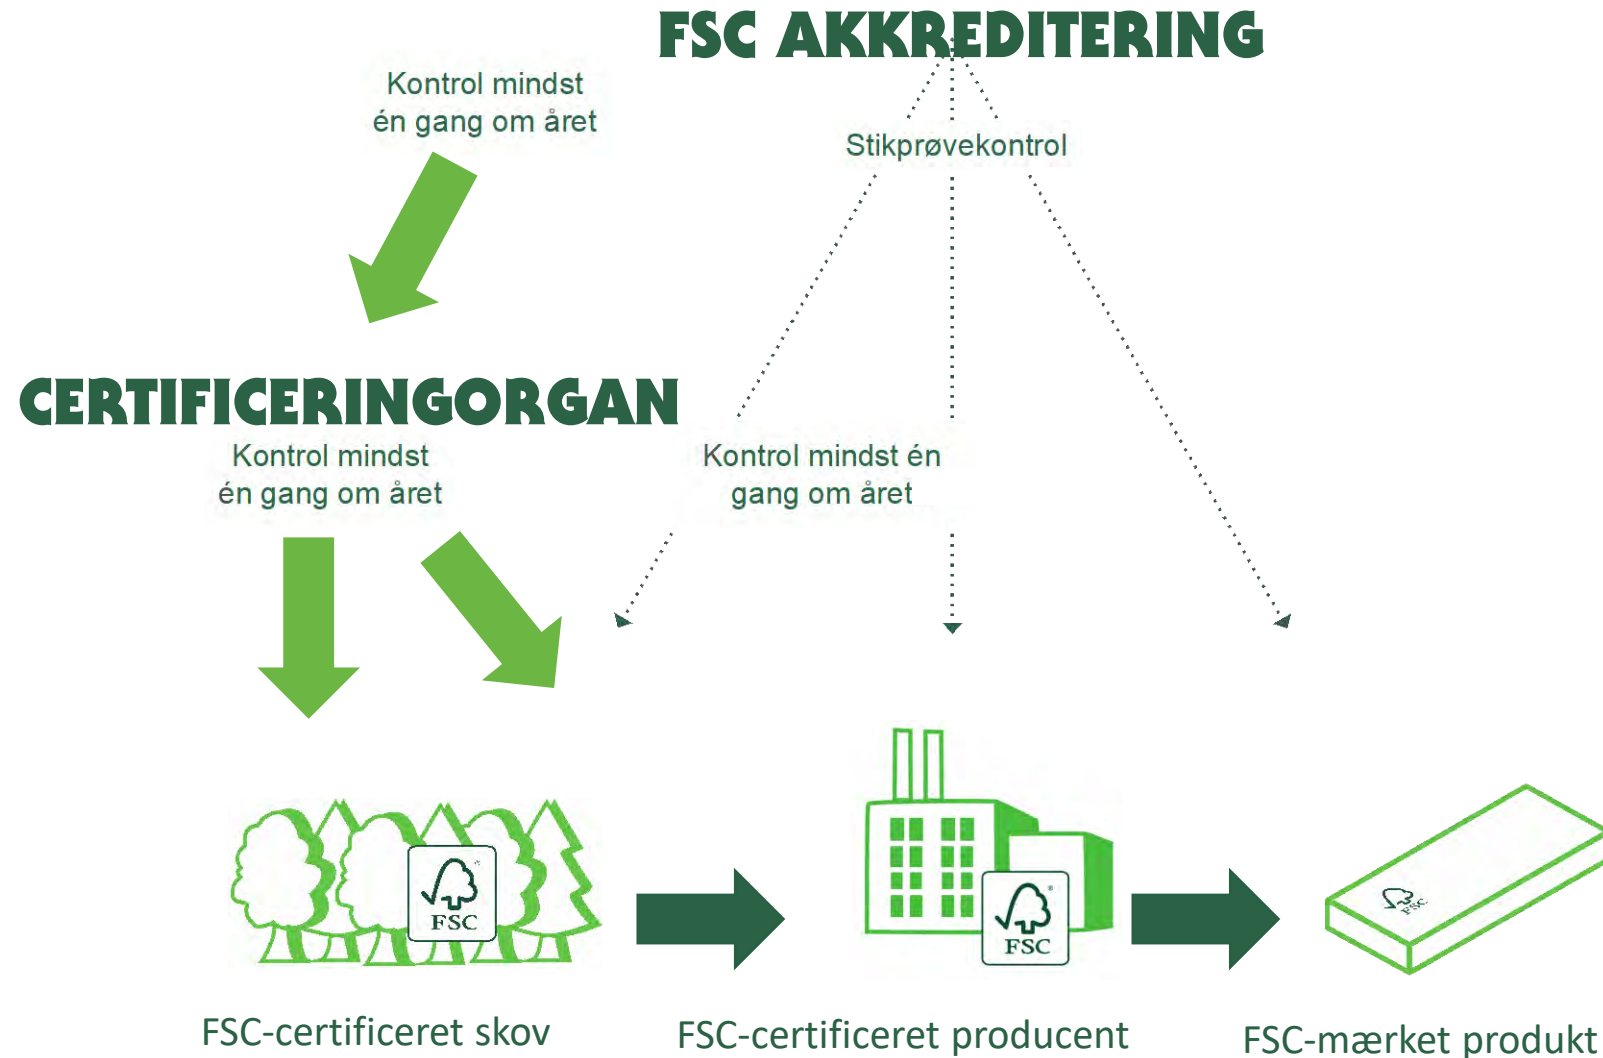 FSC AKKREDITERING
Kontrol mindst
én gang om året
Stikprøvekontrol
CERTIFICERINGORGAN
Kontrol mindst
én gang om året
Kontrol mindst én
gang om året
FSC
®
FSC
®
FSC
FSC-certificeret skov
FSC-certificeret producent
FSC-mærket produkt